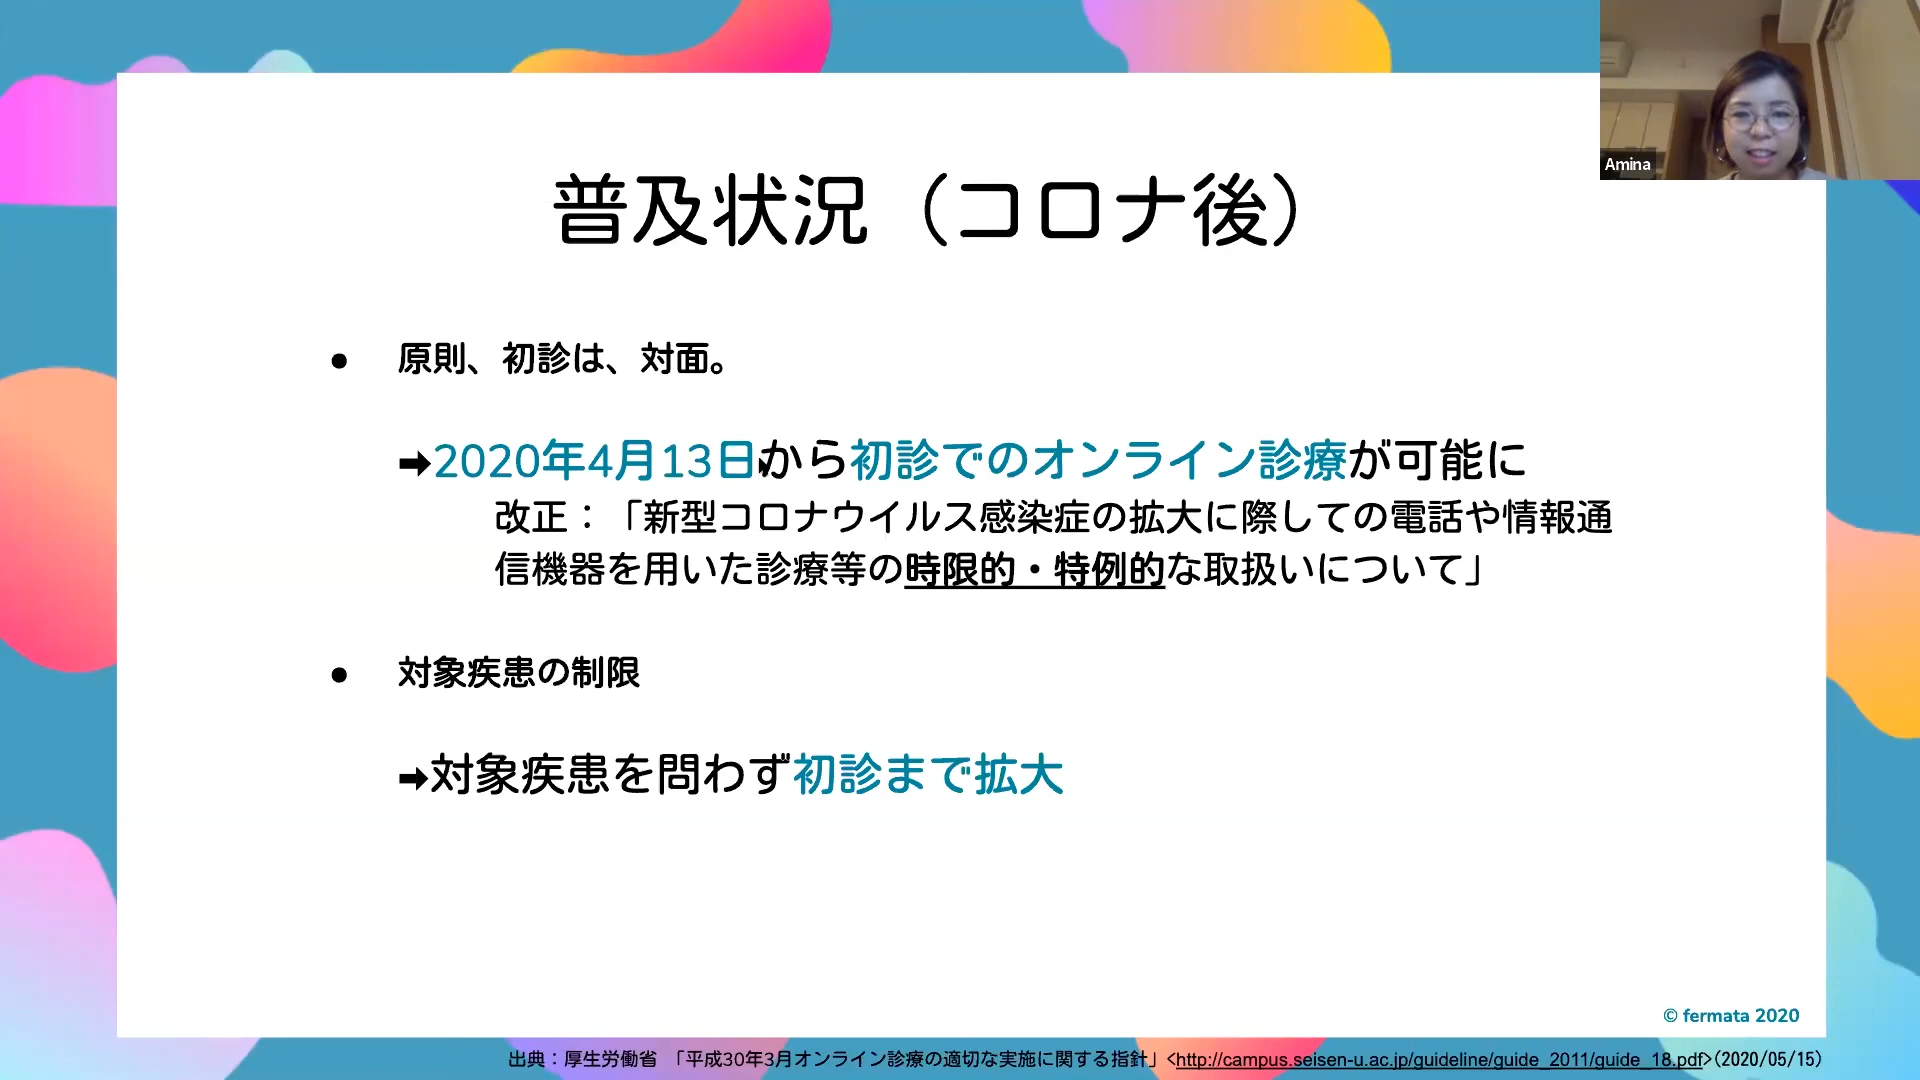 Amina
普及状況（コロナ後）
● 原則、初診は、対面。
➡2020年4月13日から初診でのオンライン診療が可能に
改正：「新型コロナウイルス感染症の拡大に際しての電話や情報通
信機器を用いた診療等の時限的・特例的な取扱いについて」
● 対象疾患の制限
➡対象疾患を問わず初診まで拡大
© fermata 2020
出典：厚生労働省 「平成30年3月オンライン診療の適切な実施に関する指針」<http://campus.seisen-u.ac.jp/guideline/guide_2011/guide_18.pdf>(2020/05/15)